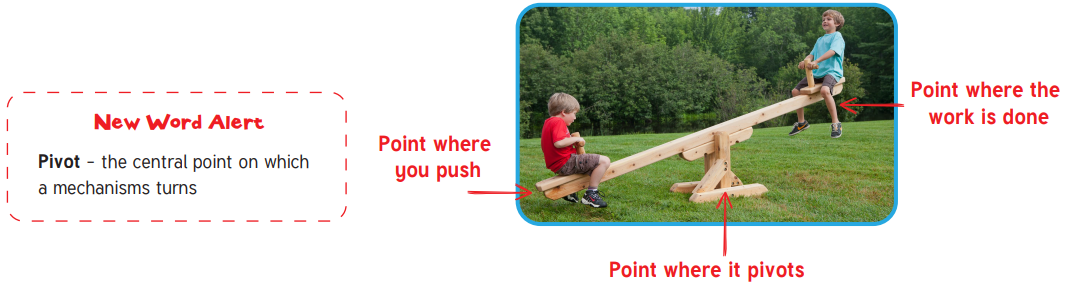 New Word Alert
Pivot - the central point on which
a mechanisms turns
Point where
you push
Point where the
work is done
Point where it pivots